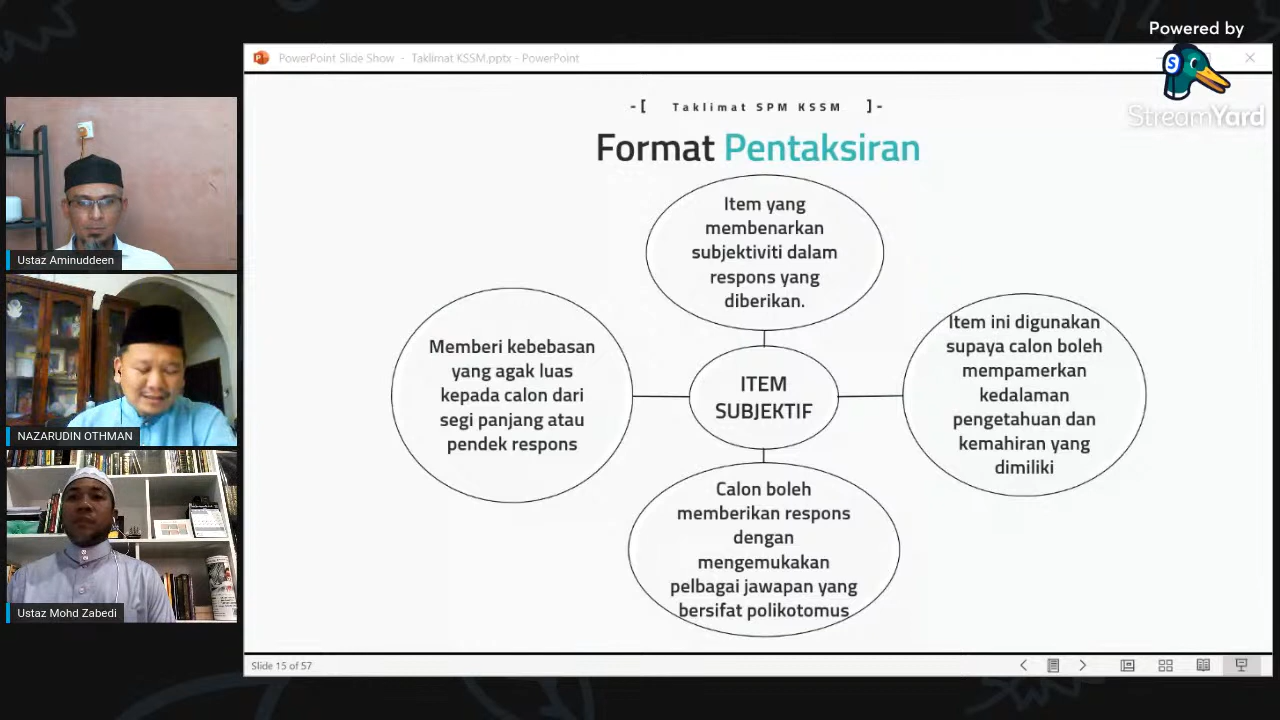 Powered by
StreamYard
PowerPoint Slide Show - Taklimat KSSM.pptx - PowerPoint
-[ Taklimat SPM KSSM ]-
Format Pentaksiran
Item yang
membenarkan
subjektiviti dalam
respons yang
diberikan.
Memberi kebebasan
yang agak luas
kepada calon dari
segi panjang atau
pendek respons
ITEM
SUBJEKTIF
Item ini digunakan
supaya calon boleh
mempamerkan
kedalaman
pengetahuan dan
kemahiran yang
dimiliki
Calon boleh
memberikan respons
dengan
mengemukakan
pelbagai jawapan yang
bersifat polikotomus
Slide 15 of 57
Ustaz Aminuddeen
NAZARUDIN OTHMAN
Ustaz Mohd Zabedi